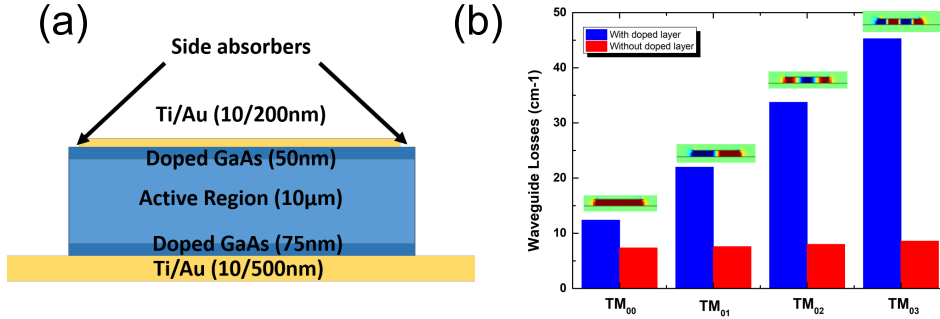 (a)
Side absorbers
Ti/Au (10/200nm)
Doped GaAs (50nm)
Active Region (10μm)
Doped GaAs (75nm)
Ti/Au (10/500nm)
(b)
Waveguide Losses (cm-1)
50
40
30
20
10
0
With doped layer
Without doped layer
TM00
TM01
TM02
TM03